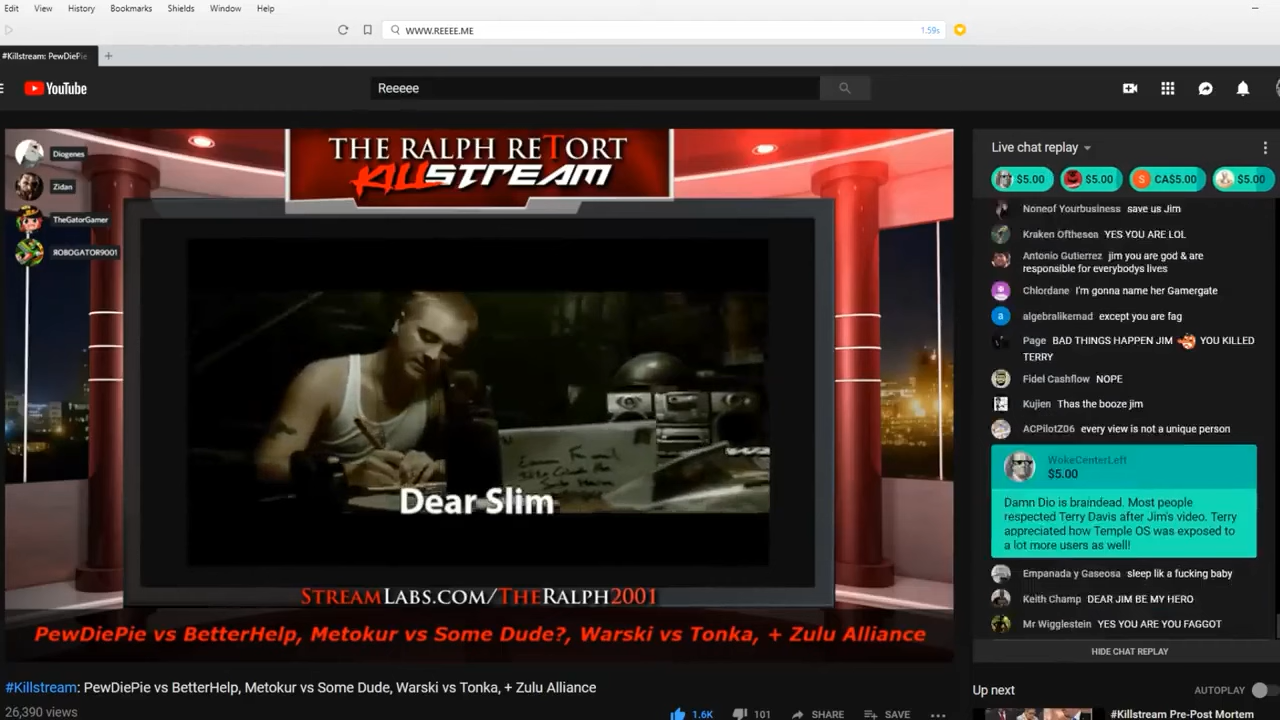 Edit View History Bookmarks Shields Window Help
WWW.REEEE.ME 1.59s
#Killstream: PewDiePie
YouTube Reeeee
THE RALPH RETORT
KILLSTREAM
Diogenes
Zidan
TheGatorGamer
ROBOGATOR9001
Dear Slim
STREAMLABS.COM/THERALPH2001
PewDiePie vs BetterHelp, Metokur vs Some Dude?, Warski vs Tonka, + Zulu Alliance
#Killstream: PewDiePie vs BetterHelp, Metokur vs Some Dude, Warski vs Tonka, + Zulu Alliance
26,390 views
1.6K 101 SHARE SAVE
Live chat replay
$5.00 $5.00 S CA$5.00 $5.00
Noneof Yourbusiness save us Jim
Kraken Ofthesea YES YOU ARE LOL
Antonio Gutierrez jim you are god & are
responsible for everybodys lives
Chlordane I'm gonna name her Gamergate
a algebralikemad except you are fag
Page BAD THINGS HAPPEN JIM YOU KILLED
TERRY
Fidel Cashflow NOPE
Kujien Thas the booze jim
ACPilotZ06 every view is not a unique person
WokeCenterLeft
$5.00
Damn Dio is braindead. Most people
respected Terry Davis after Jim's video. Terry
appreciated how Temple OS was exposed to
a lot more users as well!
Empanada y Gaseosa sleep lik a fucking baby
Keith Champ DEAR JIM BE MY HERO
Mr Wigglestein YES YOU ARE YOU FAGGOT
HIDE CHAT REPLAY
Up next AUTOPLAY
#Killstream Pre-Post Mortem